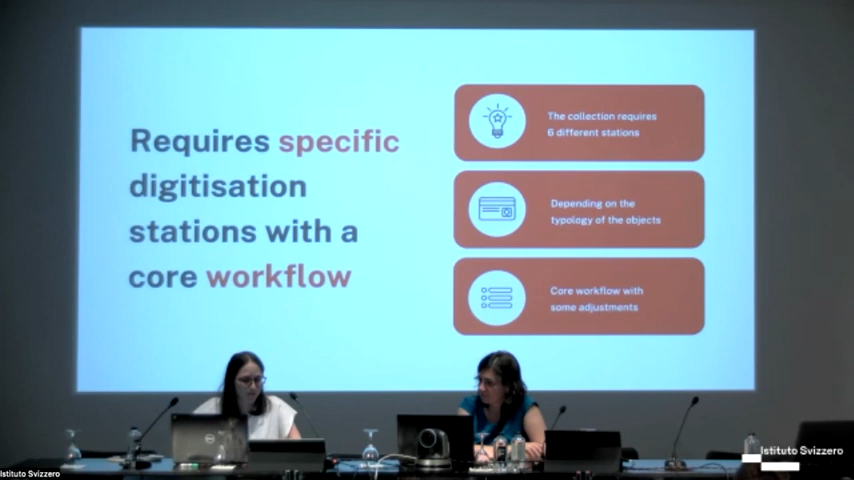 Requires specific
digitisation
stations with a
core workflow
The collection requires
6 different stations
Depending on the
typology of the objects
Core workflow with
some adjustments
DELL
Istituto Svizzero
Istituto Svizzero